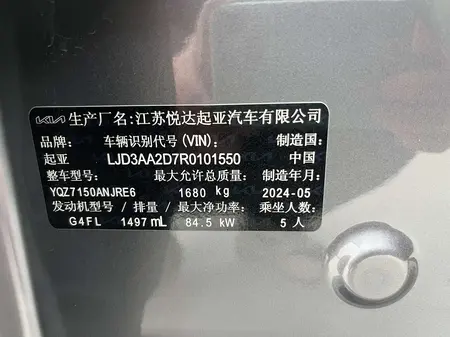 KIA 生产厂名:江苏悦达起亚汽车有限公司
品牌: 车辆识别代号(VIN): 制造国:
起亚 LJD3AA2D7R0101550 中国
整车型号: 最大允许总质量: 制造年月:
YQZ7150ANJRE6 1680 kg 2024-05
发动机型号/排量/最大净功率: 乘坐人数:
G4FL 1497 mL 84.5 kW 5 人